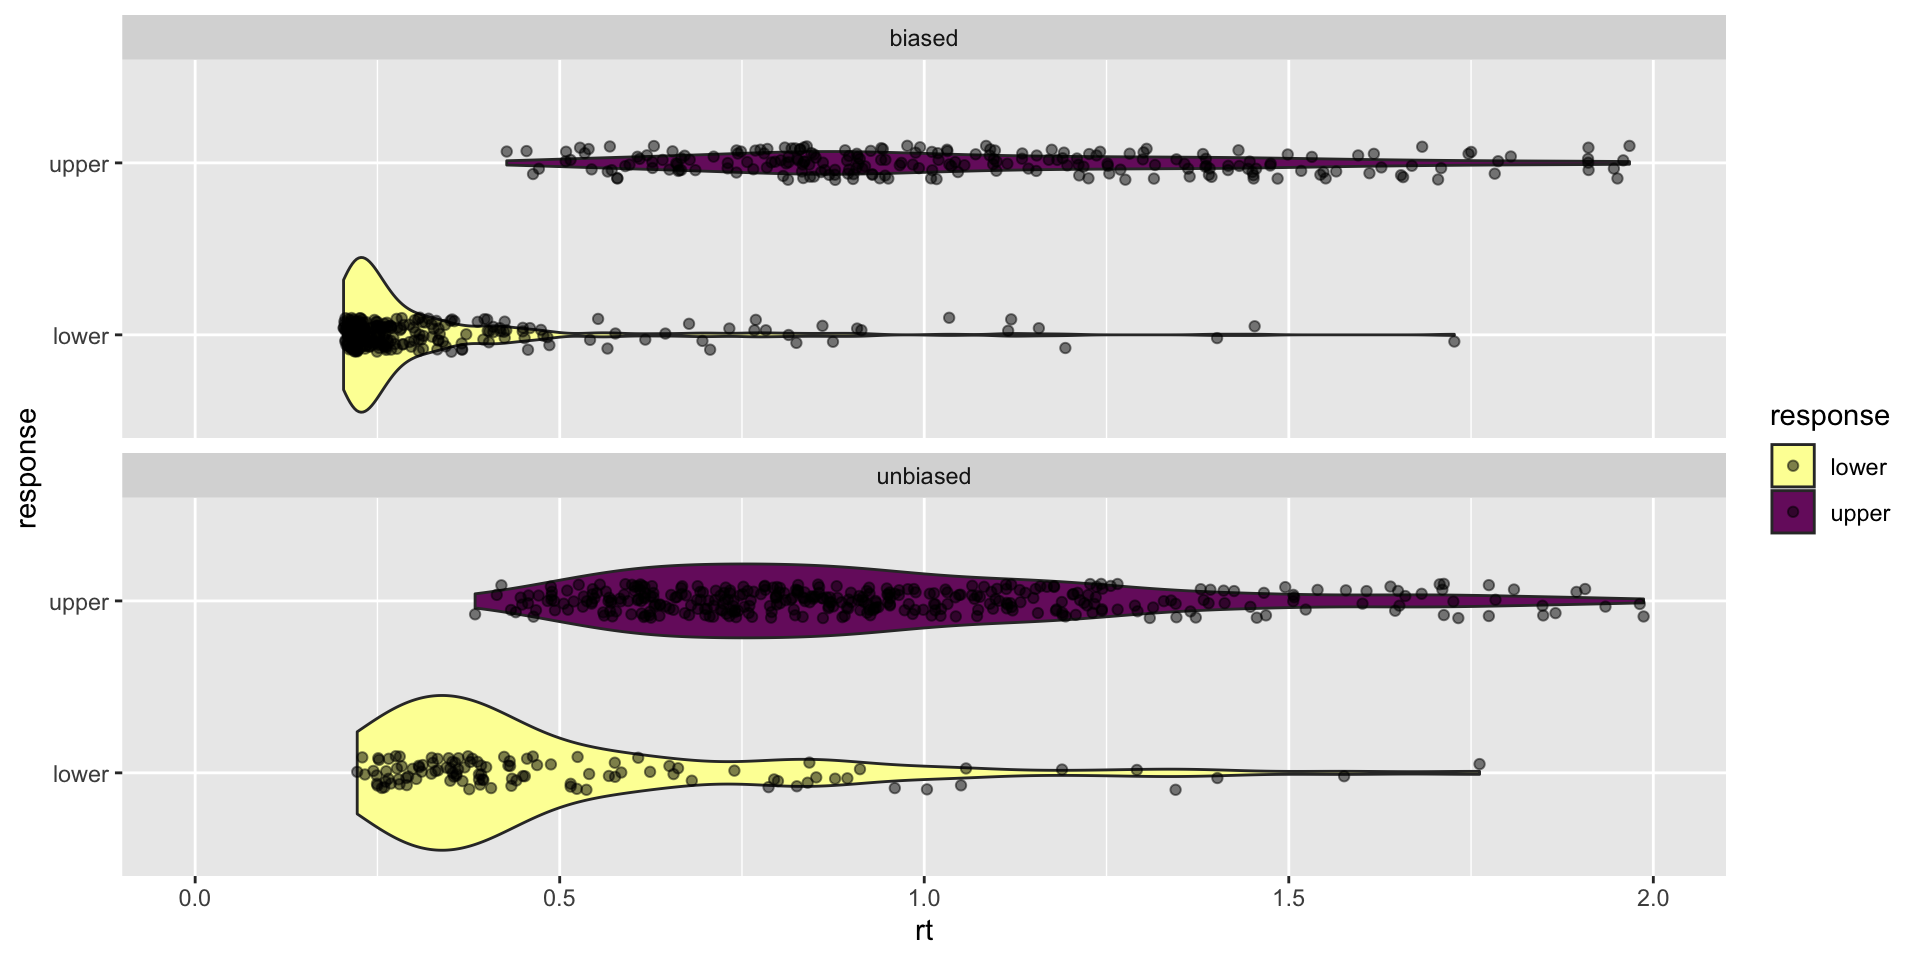 biased
upper
lower
unbiased
upper
lower
response
0.0 0.5 1.0 1.5 2.0
rt
response
lower
upper